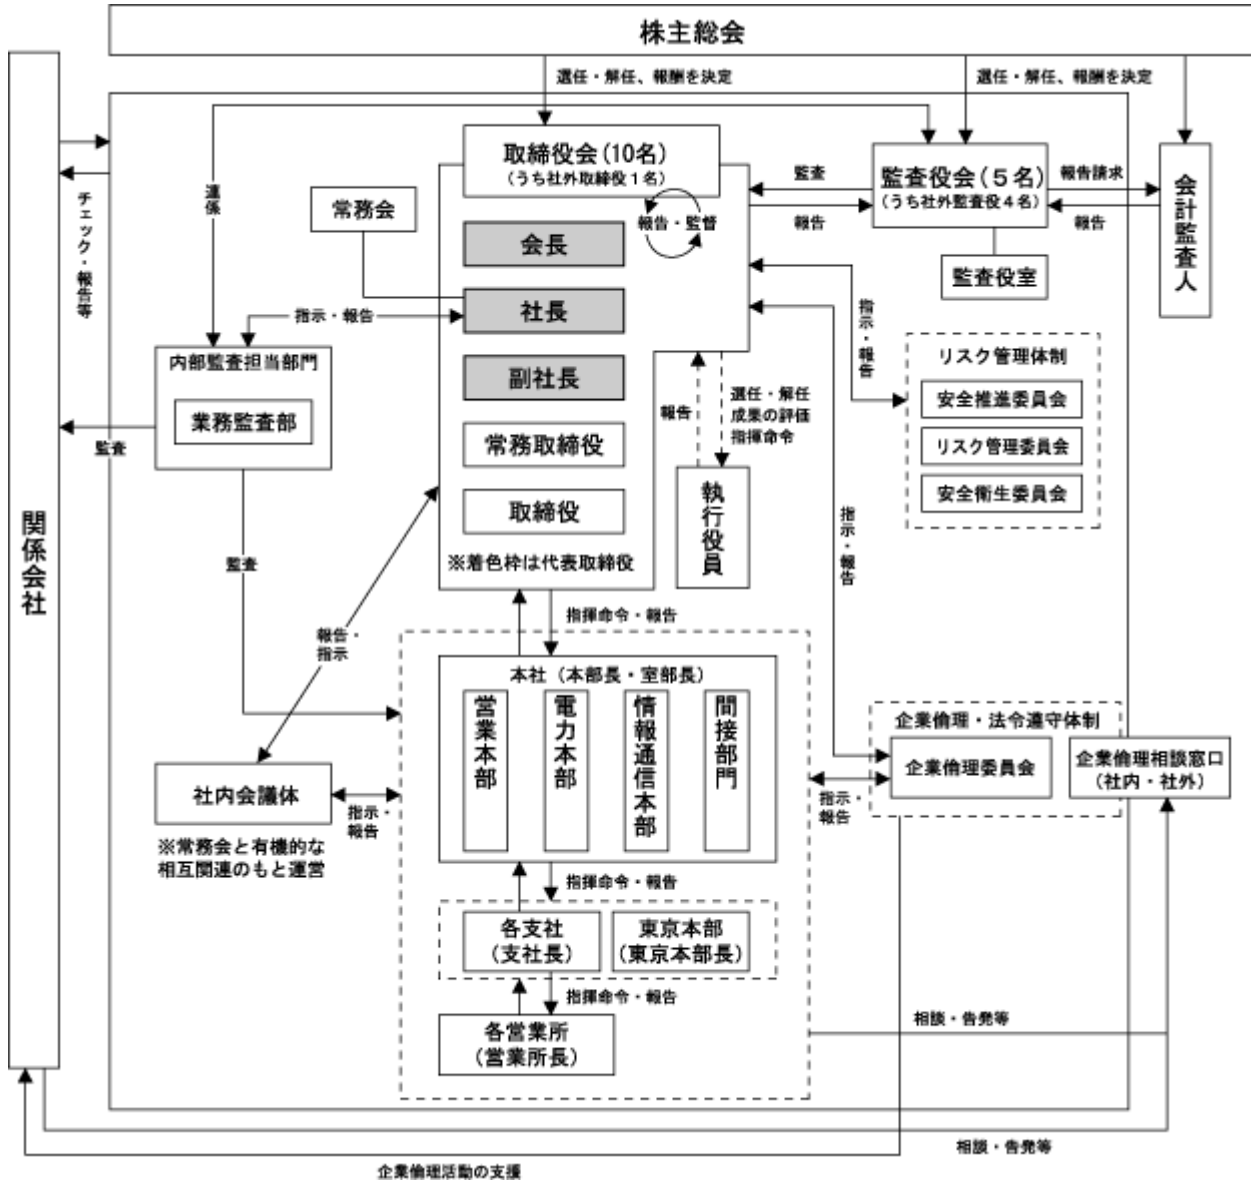 株主総会
選任・解任、報酬を決定
選任・解任、報酬を決定
取締役会(10名)
(うち社外取締役1名)
監査
報告
監査役会(5名)
(うち社外監査役4名)
報告請求
報告
会計監査人
連係
チェック・報告等
常務会
報告・監督
会長
監査役室
社長
指示・報告
指示・報告
内部監査担当部門
業務監査部
監査
副社長
報告
選任・解任
成果の評価
指揮命令
リスク管理体制
安全推進委員会
リスク管理委員会
安全衛生委員会
常務取締役
取締役
執行役員
※着色枠は代表取締役
関係会社
監査
指示・報告
指揮命令・報告
報告・
指示
本社(本部長・室部長)
営業本部
電力本部
情報通信本部
間接部門
企業倫理・法令遵守体制
企業倫理委員会
企業倫理相談窓口
(社内・社外)
社内会議体
指示・
報告
指示・
報告
※常務会と有機的な
相互関連のもと運営
指揮命令・報告
各支社
(支社長)
東京本部
(東京本部長)
指揮命令・報告
各営業所
(営業所長)
相談・告発等
相談・告発等
企業倫理活動の支援